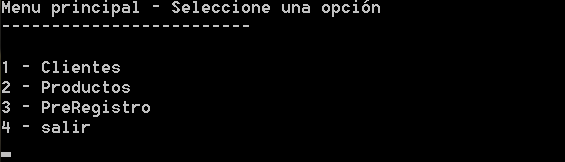 Menu principal - Seleccione una opción
-------------------------
1 - Clientes
2 - Productos
3 - PreRegistro
4 - salir